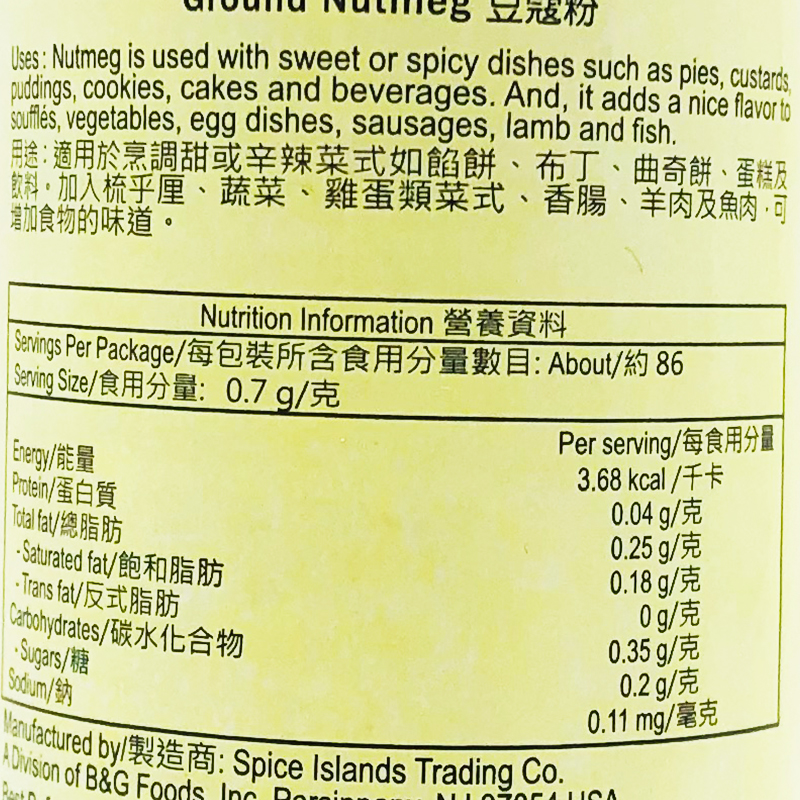 Ground Nutmeg 豆蔻粉
Uses: Nutmeg is used with sweet or spicy dishes such as pies, custards,
puddings, cookies, cakes and beverages. And, it adds a nice flavor to
soufflés, vegetables, egg dishes, sausages, lamb and fish.
用途：適用於烹調甜或辛辣菜式如餡餅、布丁、曲奇餅、蛋糕及
飲料。加入梳乎厘、蔬菜、雞蛋類菜式、香腸、羊肉及魚肉，可
增加食物的味道。
Nutrition Information 營養資料
Servings Per Package/每包裝所含食用分量數目: About/約 86
Serving Size/食用分量: 0.7 g/克
Per serving/每食用分量
Energy/能量 3.68 kcal /千卡
Protein/蛋白質 0.04 g/克
Total fat/總脂肪 0.25 g/克
- Saturated fat/飽和脂肪 0.18 g/克
- Trans fat/反式脂肪 0 g/克
Carbohydrates/碳水化合物 0.35 g/克
- Sugars/糖 0.2 g/克
Sodium/鈉 0.11 mg/毫克
Manufactured by/製造商: Spice Islands Trading Co.
A Division of B&G Foods, Inc. Parsippany, NJ 07054 USA